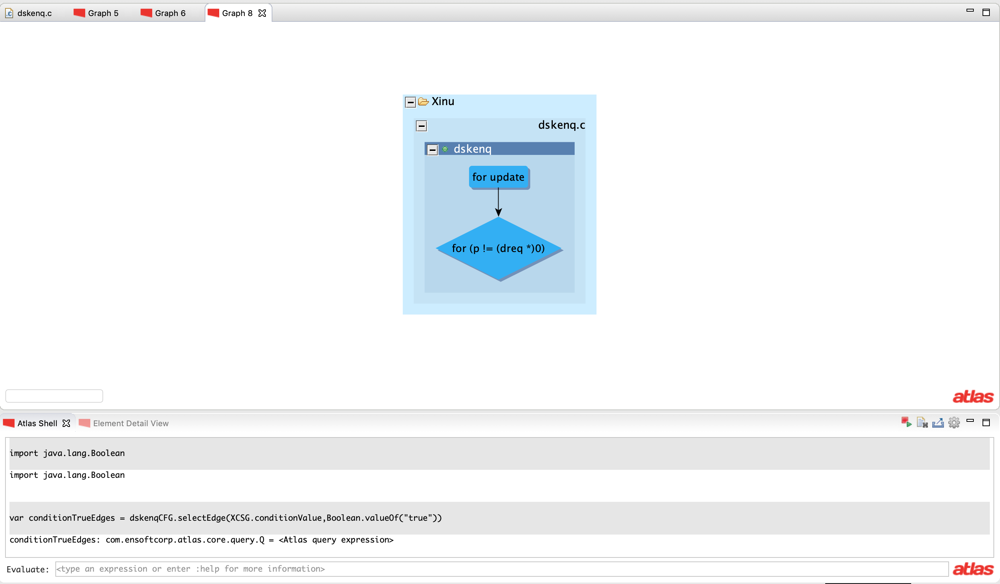 dskenq.c Graph 5 Graph 6 Graph 8
Xinu
dskenq.c
dskenq
for update
for (p != (dreq *)0)
atlas
Atlas Shell Element Detail View
import java.lang.Boolean
import java.lang.Boolean
var conditionTrueEdges = dskenqCFG.selectEdge(XCSG.conditionValue,Boolean.valueOf("true"))
conditionTrueEdges: com.ensoftcorp.atlas.core.query.Q = <Atlas query expression>
Evaluate: <type an expression or enter :help for more information> atlas